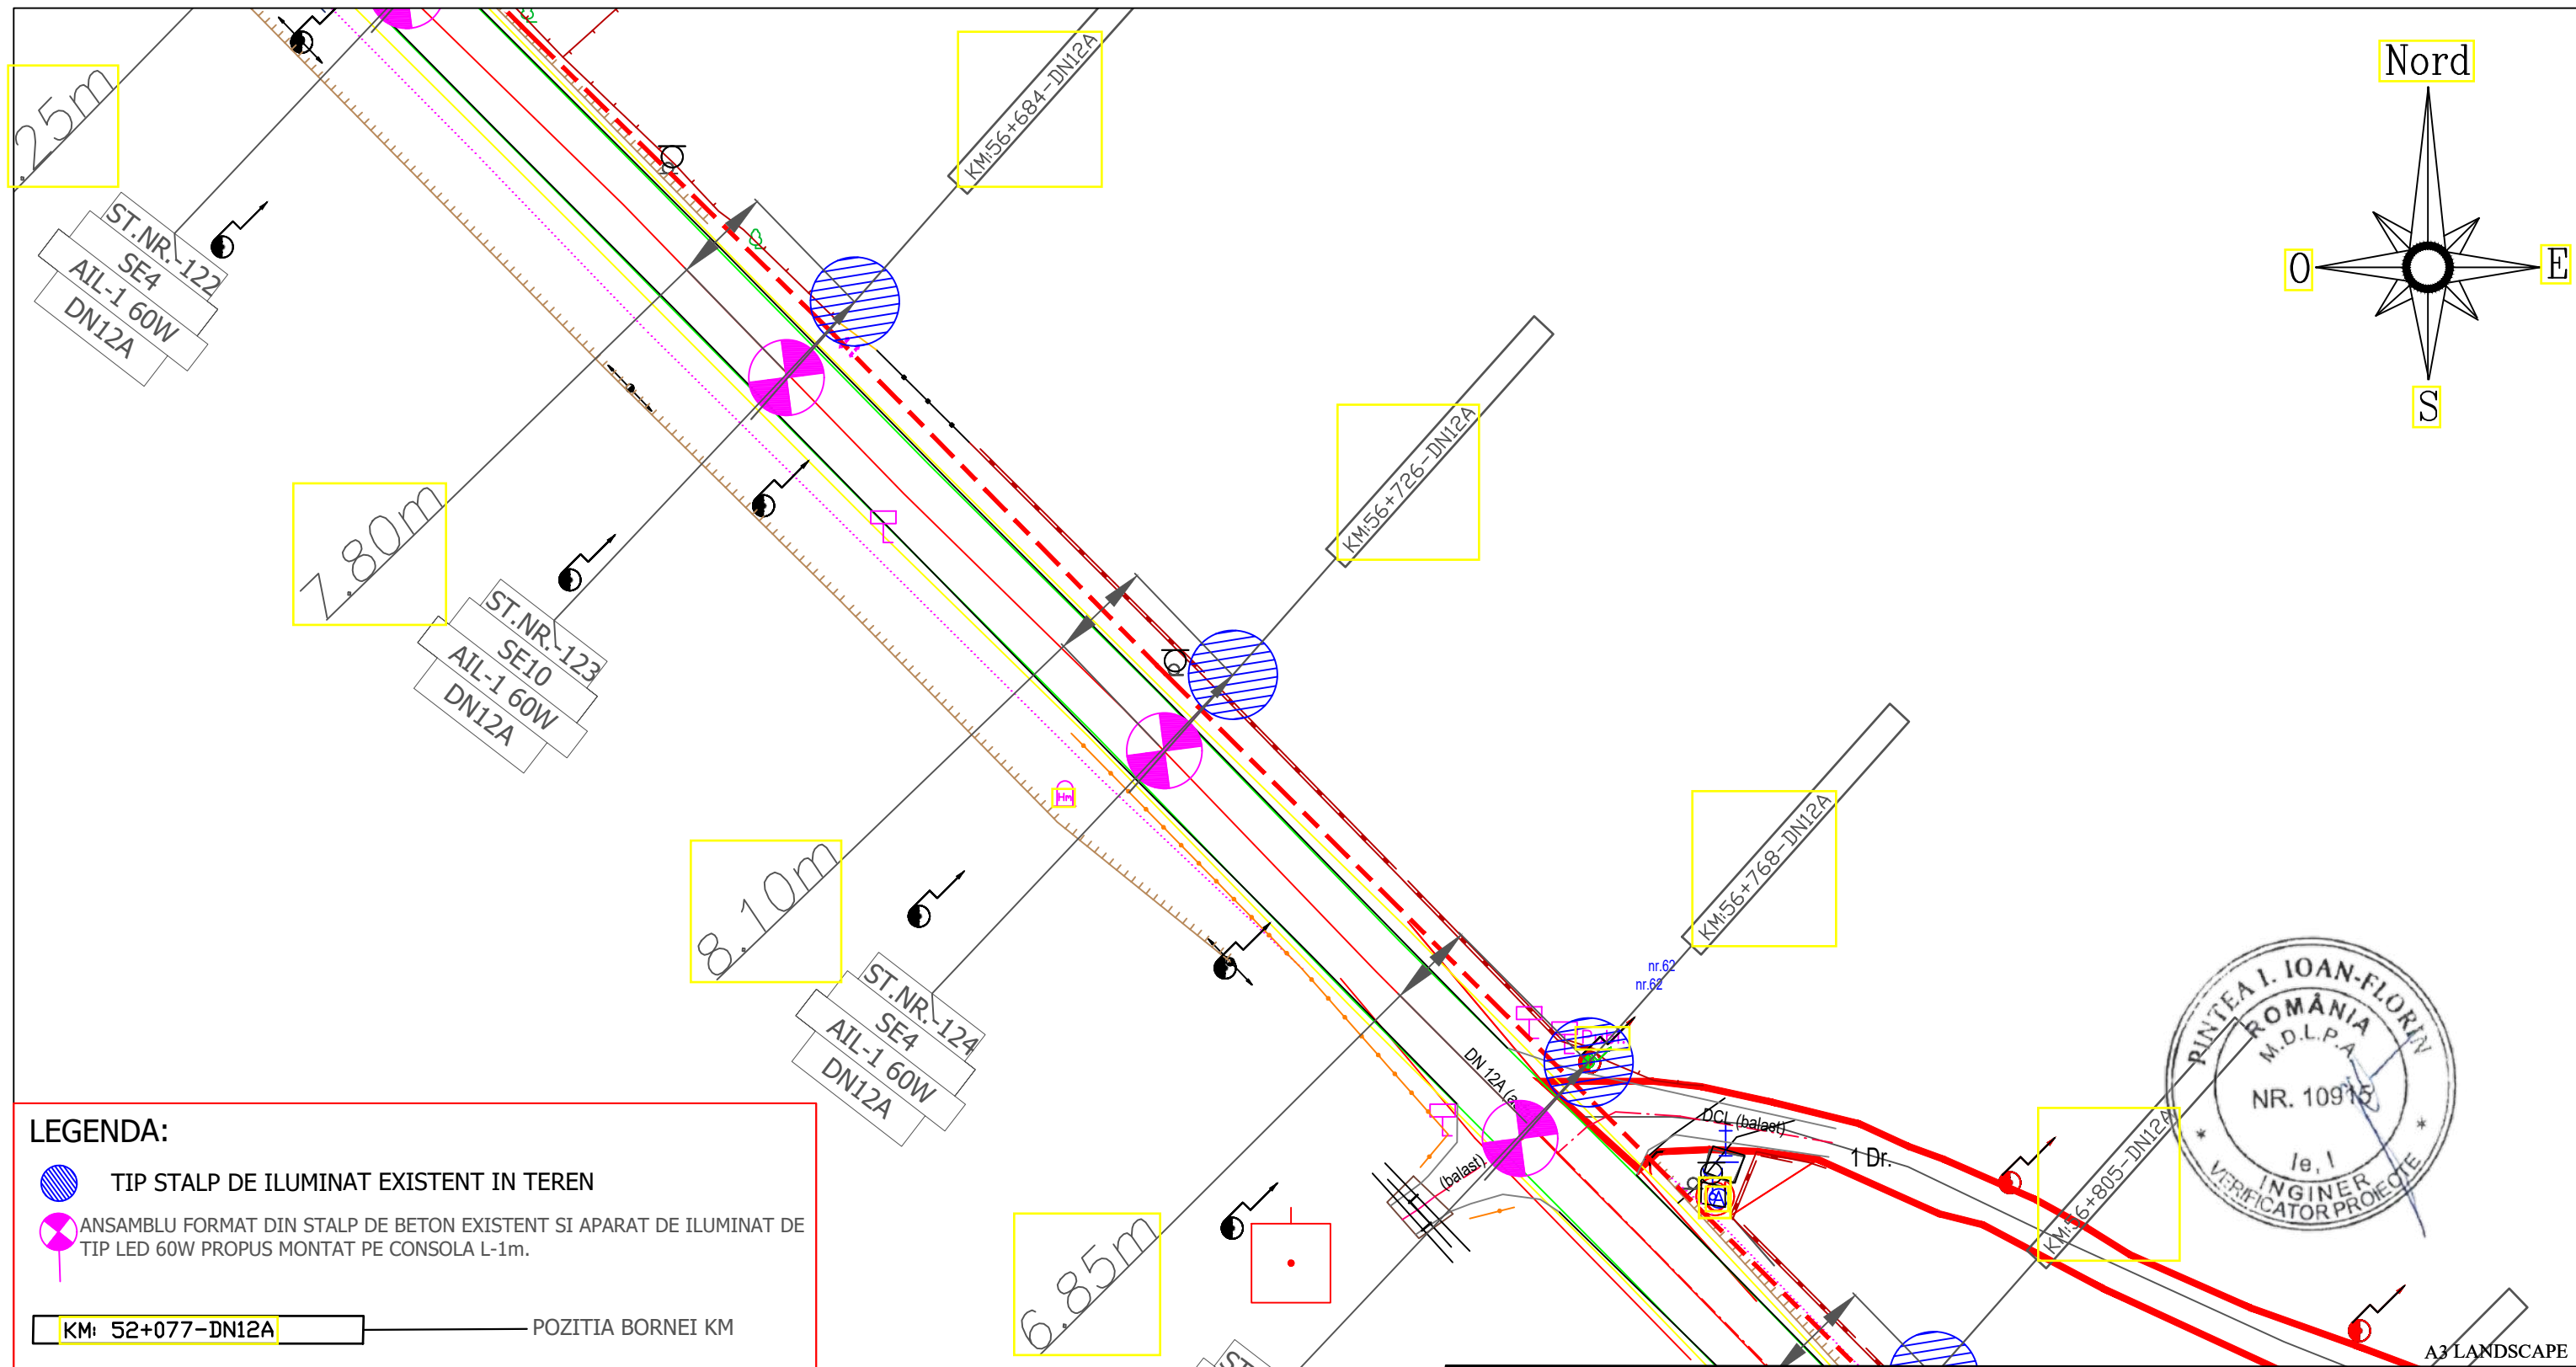 Nord
O
E
S
.25m
KM:56+684-DN12A
ST.NR.-122
SE4
AIL-1 60W
DN12A
7.80m
KM:56+726-DN12A
ST.NR.-123
SE10
AIL-1 60W
DN12A
Hm
8.10m
KM:56+768-DN12A
nr.62
nr.62
ST.NR.-124
SE4
AIL-1 60W
DN12A
DN 12A
DCL (balast)
1 Dr.
(balast)
A
6.85m
KM:56+805-DN12A
ST.
PINTEA I. IOAN-FLORIN
ROMÂNIA
M.D.L.P.A.
NR. 10915
Ie, I
INGINER
* VERIFICATOR PROIECTE *
LEGENDA:
TIP STALP DE ILUMINAT EXISTENT IN TEREN
ANSAMBLU FORMAT DIN STALP DE BETON EXISTENT SI APARAT DE ILUMINAT DE
TIP LED 60W PROPUS MONTAT PE CONSOLA L-1m.
KM: 52+077-DN12A
POZITIA BORNEI KM
A3 LANDSCAPE